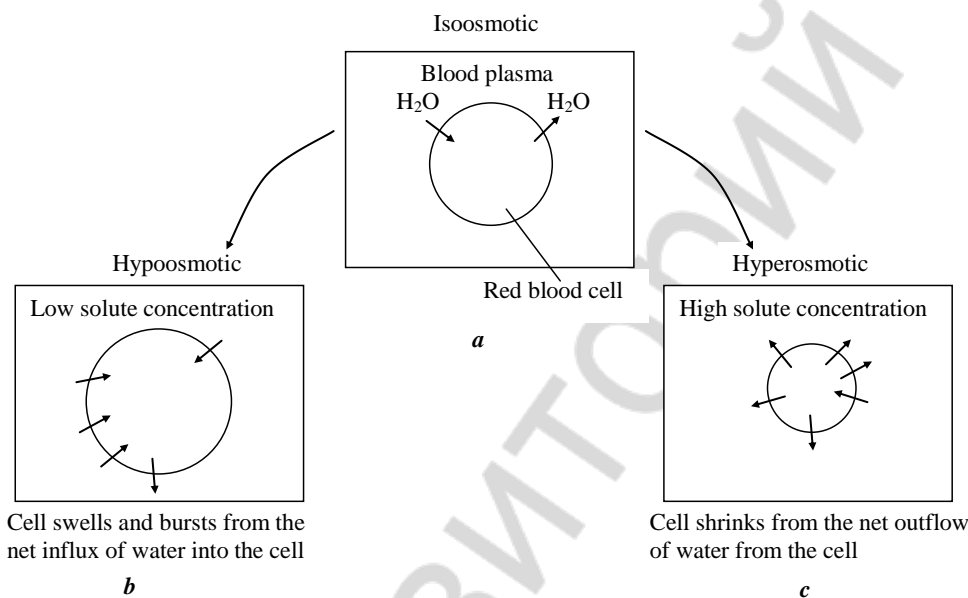 Isoosmotic
Blood plasma
H₂O H₂O
Red blood cell
a
Hypoosmotic
Low solute concentration
Cell swells and bursts from the
net influx of water into the cell
b
Hyperosmotic
High solute concentration
Cell shrinks from the net outflow
of water from the cell
c
зиторий